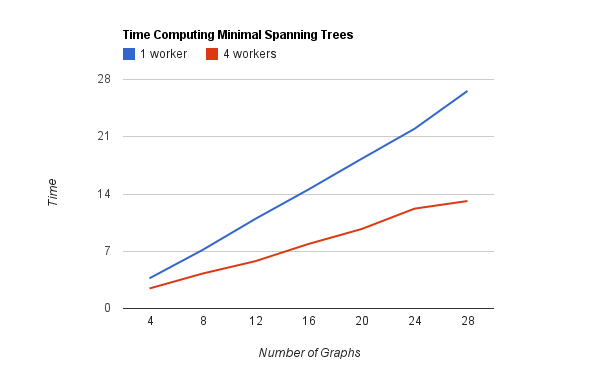 Time Computing Minimal Spanning Trees
1 worker 4 workers
28
21
14
7
0
Time
4 8 12 16 20 24 28
Number of Graphs